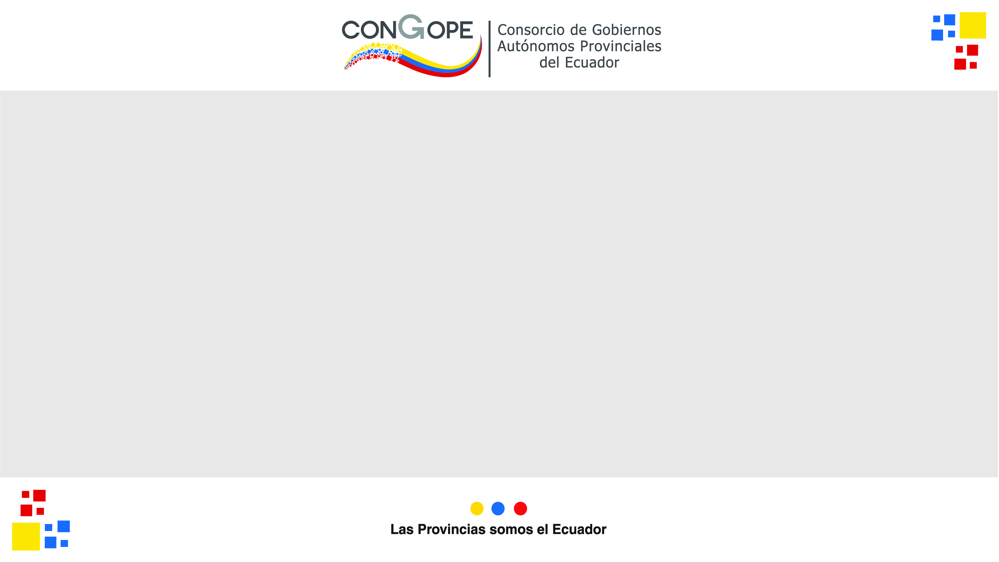 CONGOPE
Consorcio de Gobiernos
Autónomos Provinciales
del Ecuador
Las Provincias somos el Ecuador